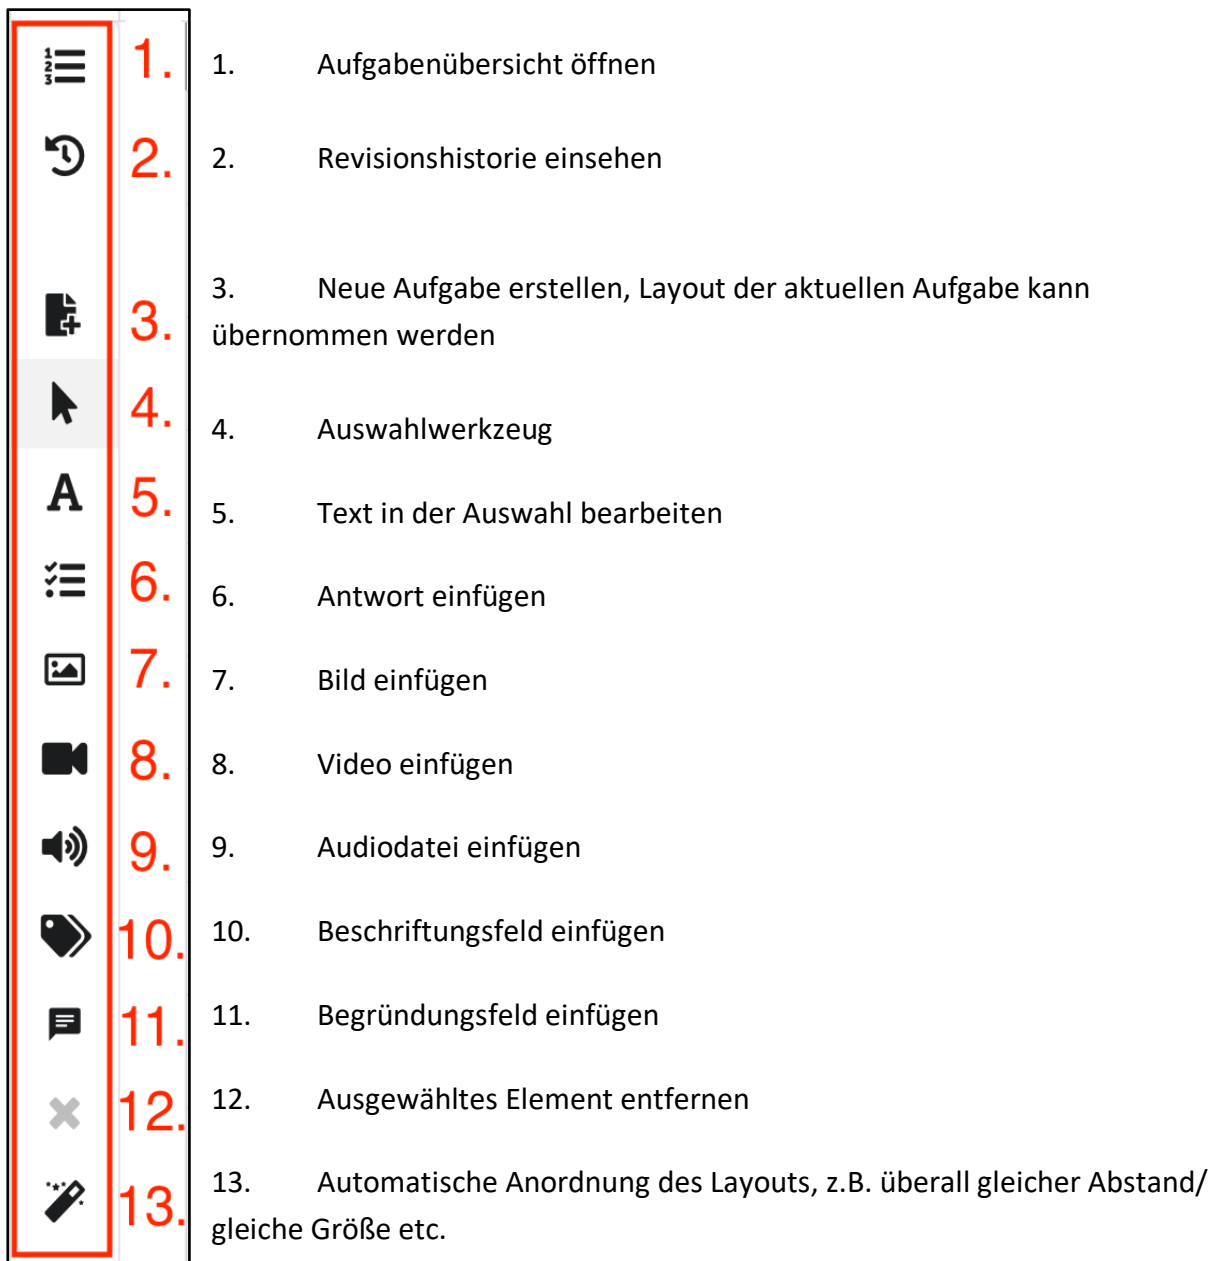 1. 1. Aufgabenübersicht öffnen
2. 2. Revisionshistorie einsehen
3. 3. Neue Aufgabe erstellen, Layout der aktuellen Aufgabe kann
übernommen werden
4. 4. Auswahlwerkzeug
5. 5. Text in der Auswahl bearbeiten
6. 6. Antwort einfügen
7. 7. Bild einfügen
8. 8. Video einfügen
9. 9. Audiodatei einfügen
10. 10. Beschriftungsfeld einfügen
11. 11. Begründungsfeld einfügen
12. 12. Ausgewähltes Element entfernen
13. 13. Automatische Anordnung des Layouts, z.B. überall gleicher Abstand/
gleiche Größe etc.